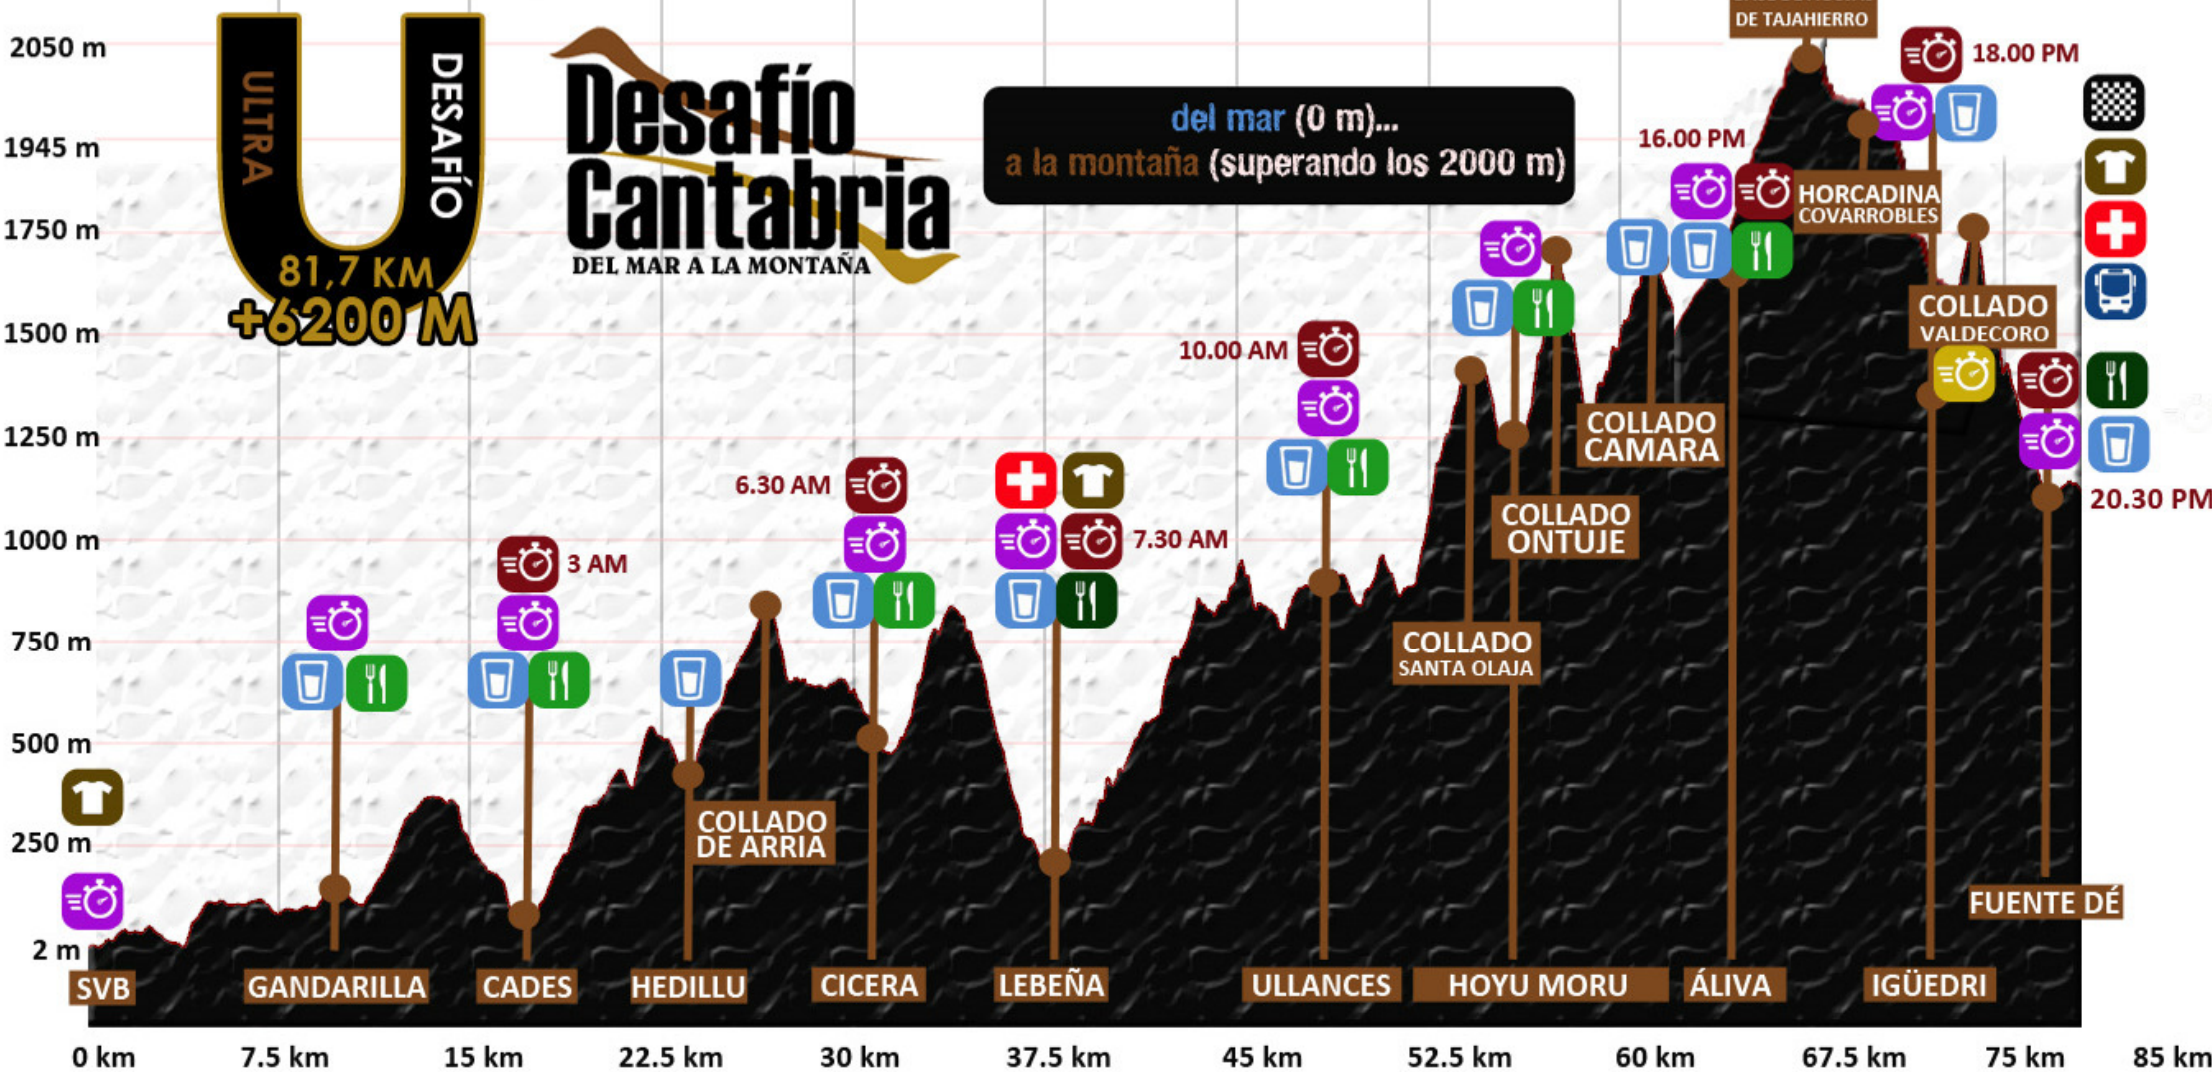 DE TAJAHIERRO
2050 m
1945 m
1750 m
1500 m
1250 m
1000 m
750 m
500 m
250 m
2 m
ULTRA
DESAFÍO
81,7 KM
+6200 M
Desafío
Cantabria
DEL MAR A LA MONTAÑA
del mar (0 m)...
a la montaña (superando los 2000 m)
18.00 PM
16.00 PM
HORCADINA
COVARROBLES
COLLADO
VALDECORO
10.00 AM
COLLADO
CAMARA
6.30 AM
20.30 PM
COLLADO
ONTUJE
7.30 AM
3 AM
COLLADO
SANTA OLAJA
COLLADO
DE ARRIA
FUENTE DÉ
SVB
GANDARILLA
CADES
HEDILLU
CICERA
LEBEÑA
ULLANCES
HOYU MORU
ÁLIVA
IGÜEDRI
0 km
7.5 km
15 km
22.5 km
30 km
37.5 km
45 km
52.5 km
60 km
67.5 km
75 km
85 km